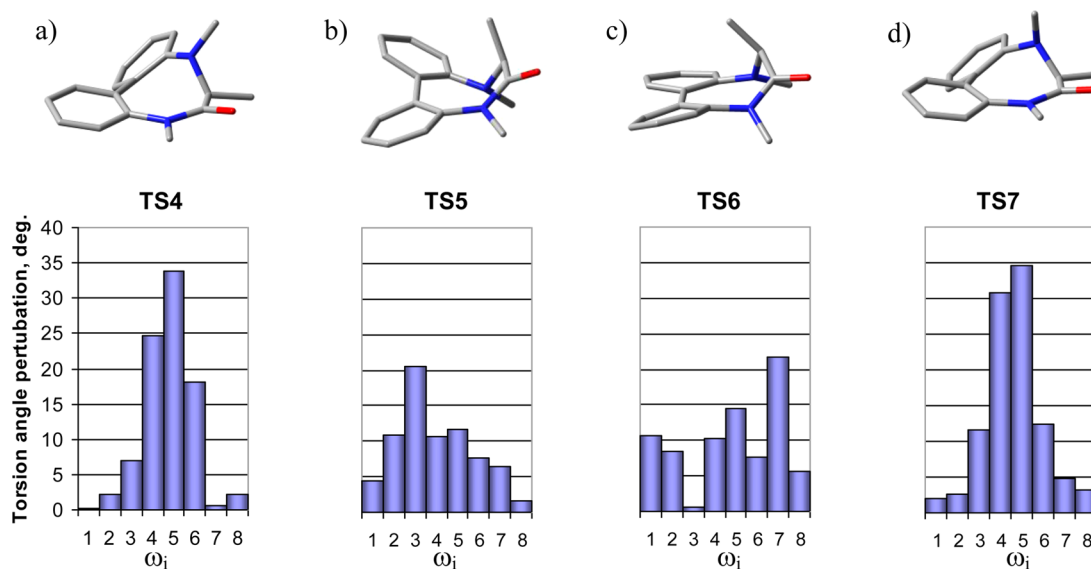 a) b) c) d)
TS4 TS5 TS6 TS7
Torsion angle pertubation, deg.
40
35
30
25
20
15
10
5
0
1 2 3 4 5 6 7 8 1 2 3 4 5 6 7 8 1 2 3 4 5 6 7 8 1 2 3 4 5 6 7 8
ωi ωi ωi ωi